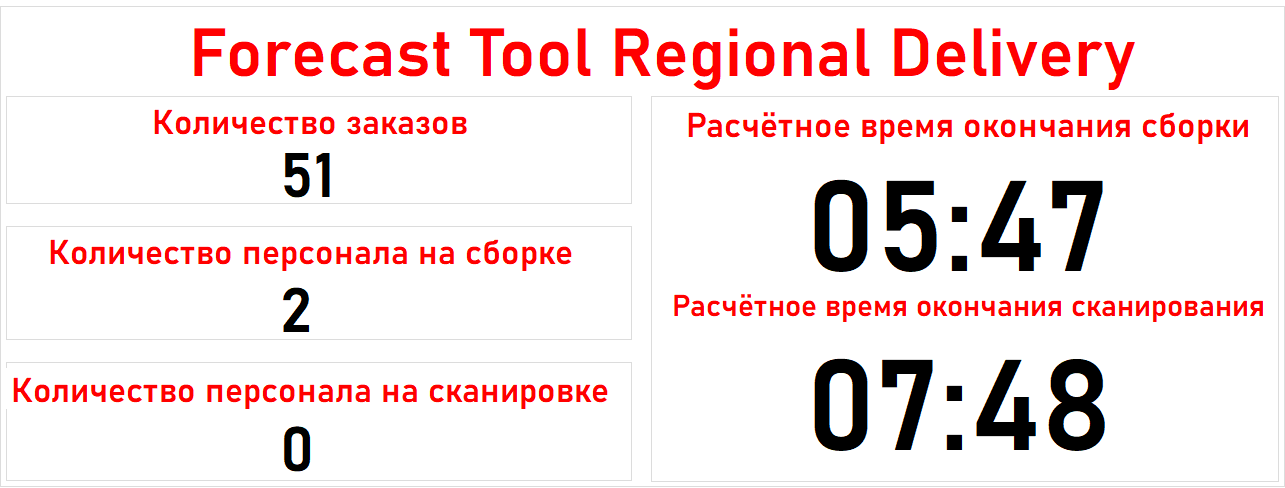 Forecast Tool Regional Delivery
Количество заказов
51
Количество персонала на сборке
2
Количество персонала на сканировке
0
Расчётное время окончания сборки
05:47
Расчётное время окончания сканирования
07:48